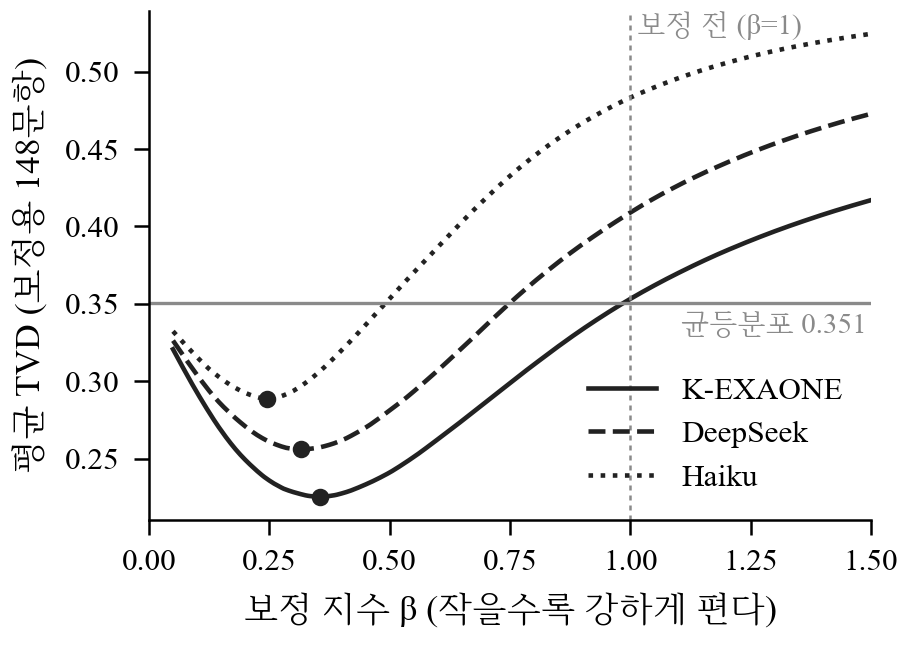 보정 전 (β=1)
평균 TVD (보정용 148문항)
0.50
0.45
0.40
0.35
0.30
0.25
균등분포 0.351
K-EXAONE
DeepSeek
Haiku
0.00 0.25 0.50 0.75 1.00 1.25 1.50
보정 지수 β (작을수록 강하게 편다)